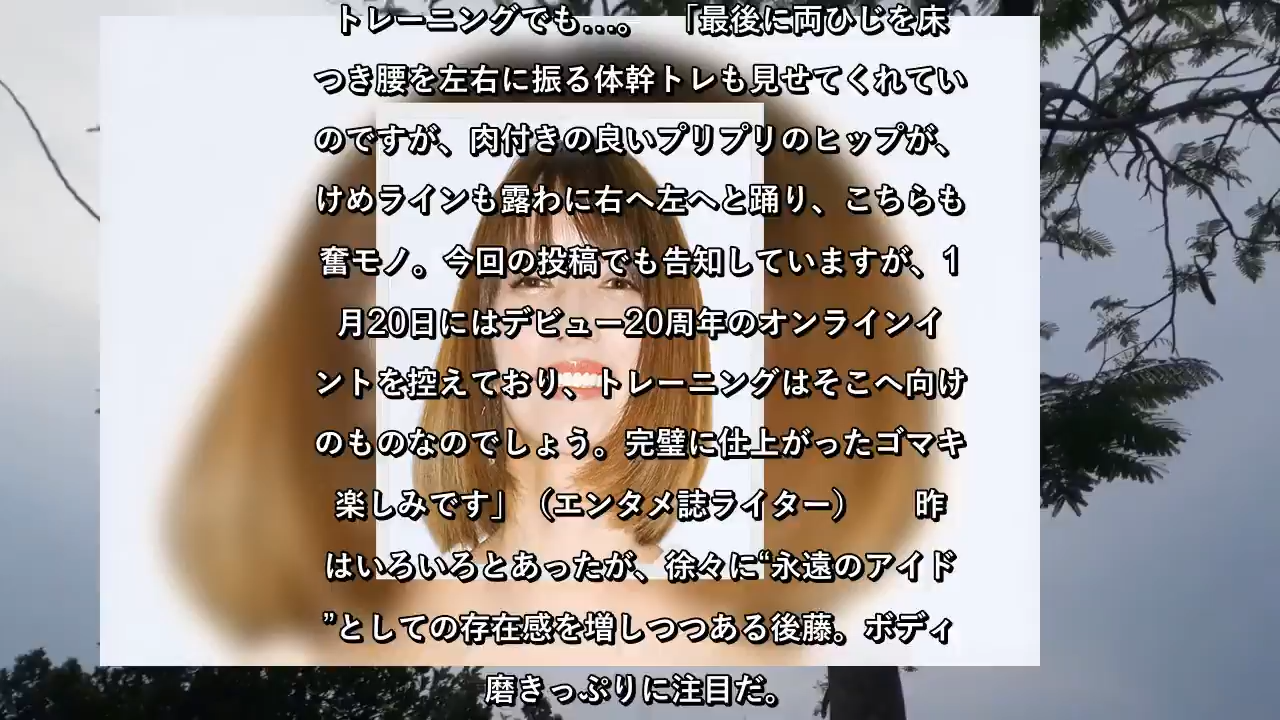 トレーニングでも…。 「最後に両ひじを床
つき腰を左右に振る体幹トレも見せてくれてい
のですが、肉付きの良いプリプリのヒップが、
けめラインも露わに右へ左へと踊り、こちらも
奮モノ。今回の投稿でも告知していますが、1
月20日にはデビュー20周年のオンラインイ
ントを控えており、トレーニングはそこへ向け
のものなのでしょう。完璧に仕上がったゴマキ
楽しみです」（エンタメ誌ライター） 昨
はいろいろとあったが、徐々に“永遠のアイド
”としての存在感を増しつつある後藤。ボディ
磨きっぷりに注目だ。